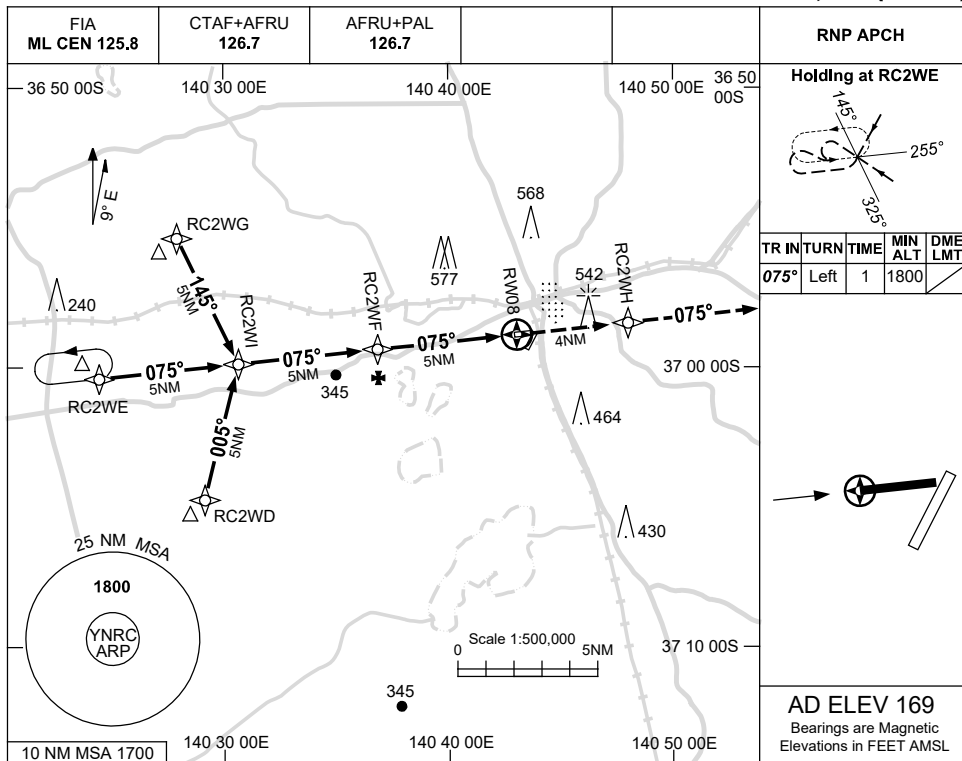 FIA
ML CEN 125.8
CTAF+AFRU
126.7
AFRU+PAL
126.7
RNP APCH
36 50 00S
140 30 00E
140 40 00E
140 50 00E
36 50
00S
Holding at RC2WE
145°
255°
325°
TR IN
TURN
TIME
MIN
ALT
DME
LMT
075°
Left
1
1800
9° E
RC2WG
568
577
542
240
145°
5NM
RC2WI
RC2WF
RW08
RC2WH
075°
5NM
075°
5NM
075°
5NM
4NM
075°
RC2WE
345
37 00 00S
464
005°
5NM
RC2WD
430
25 NM MSA
1800
YNRC
ARP
Scale 1:500,000
0
5NM
37 10 00S
345
10 NM MSA 1700
140 30 00E
140 40 00E
140 50 00E
AD ELEV 169
Bearings are Magnetic
Elevations in FEET AMSL